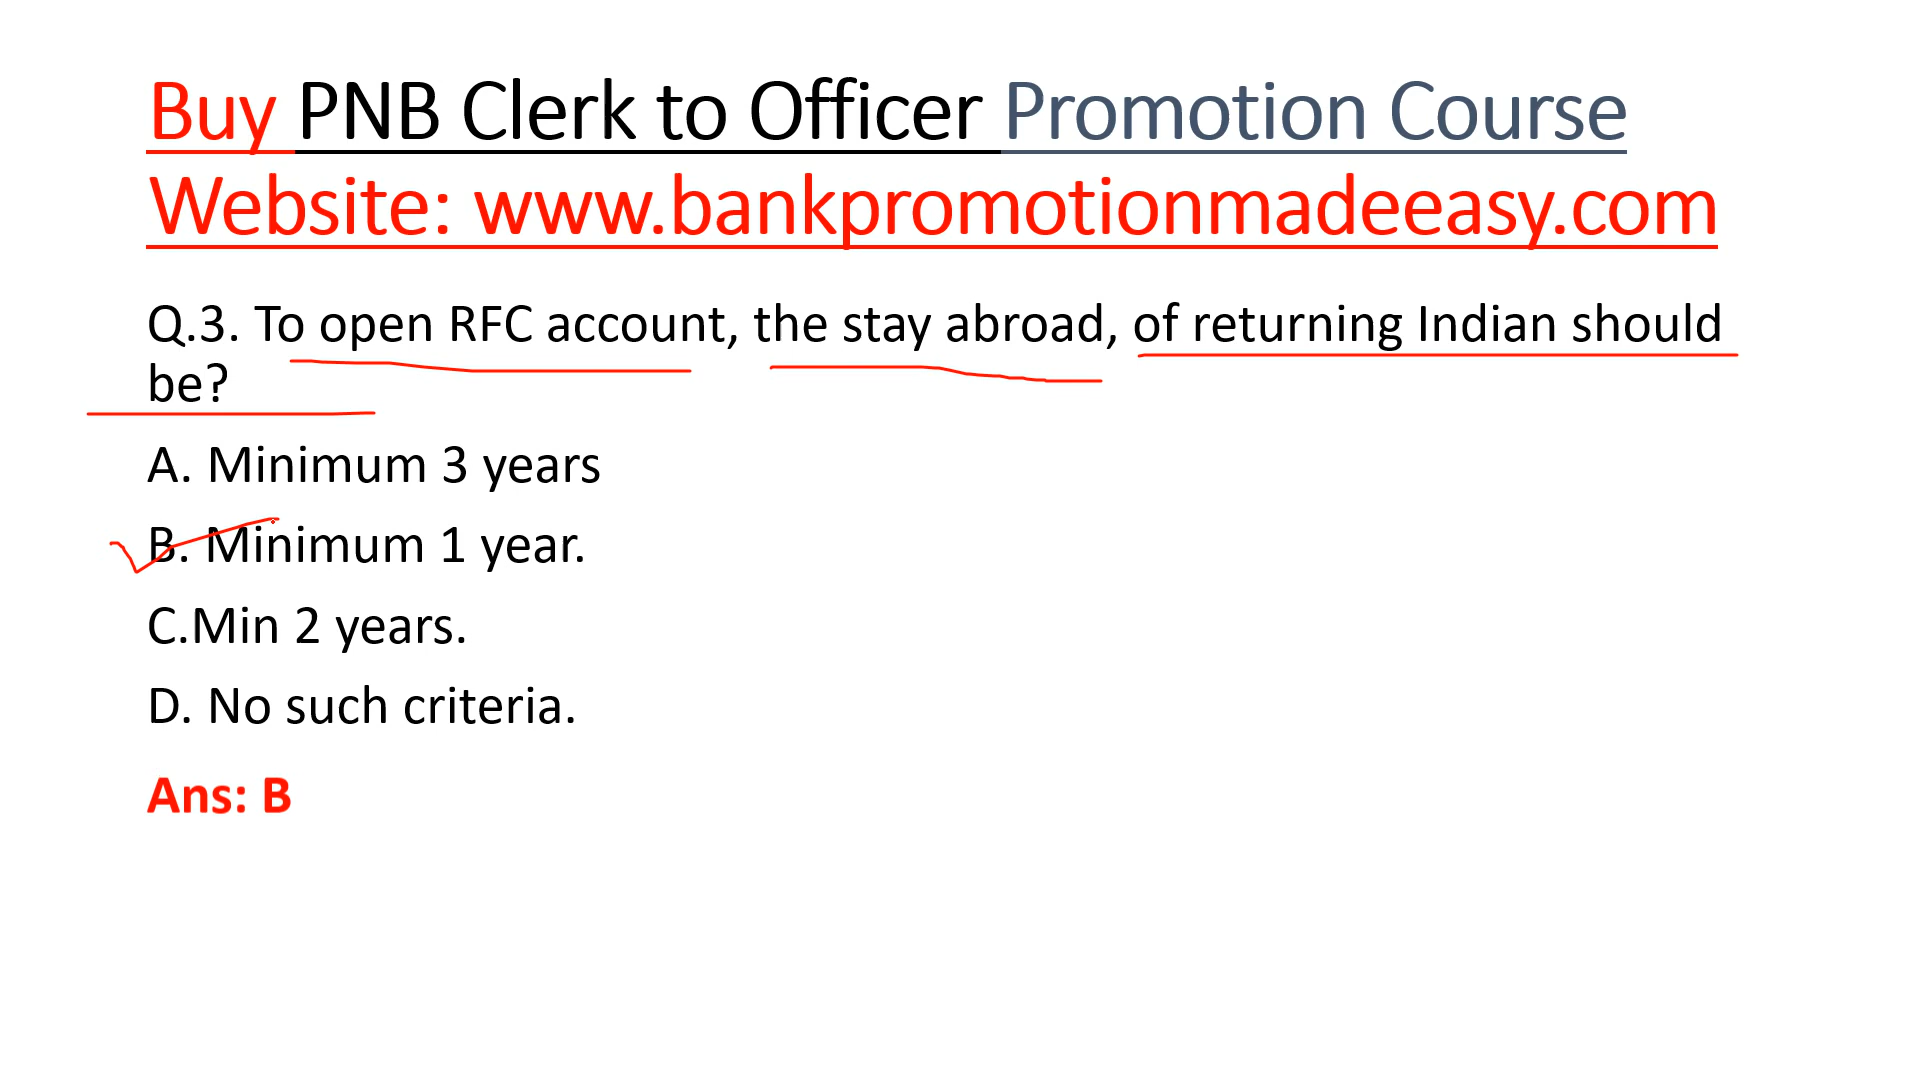 Buy PNB Clerk to Officer Promotion Course
Website: www.bankpromotionmadeeasy.com
Q.3. To open RFC account, the stay abroad, of returning Indian should
be?
A. Minimum 3 years
B. Minimum 1 year.
C.Min 2 years.
D. No such criteria.
Ans: B